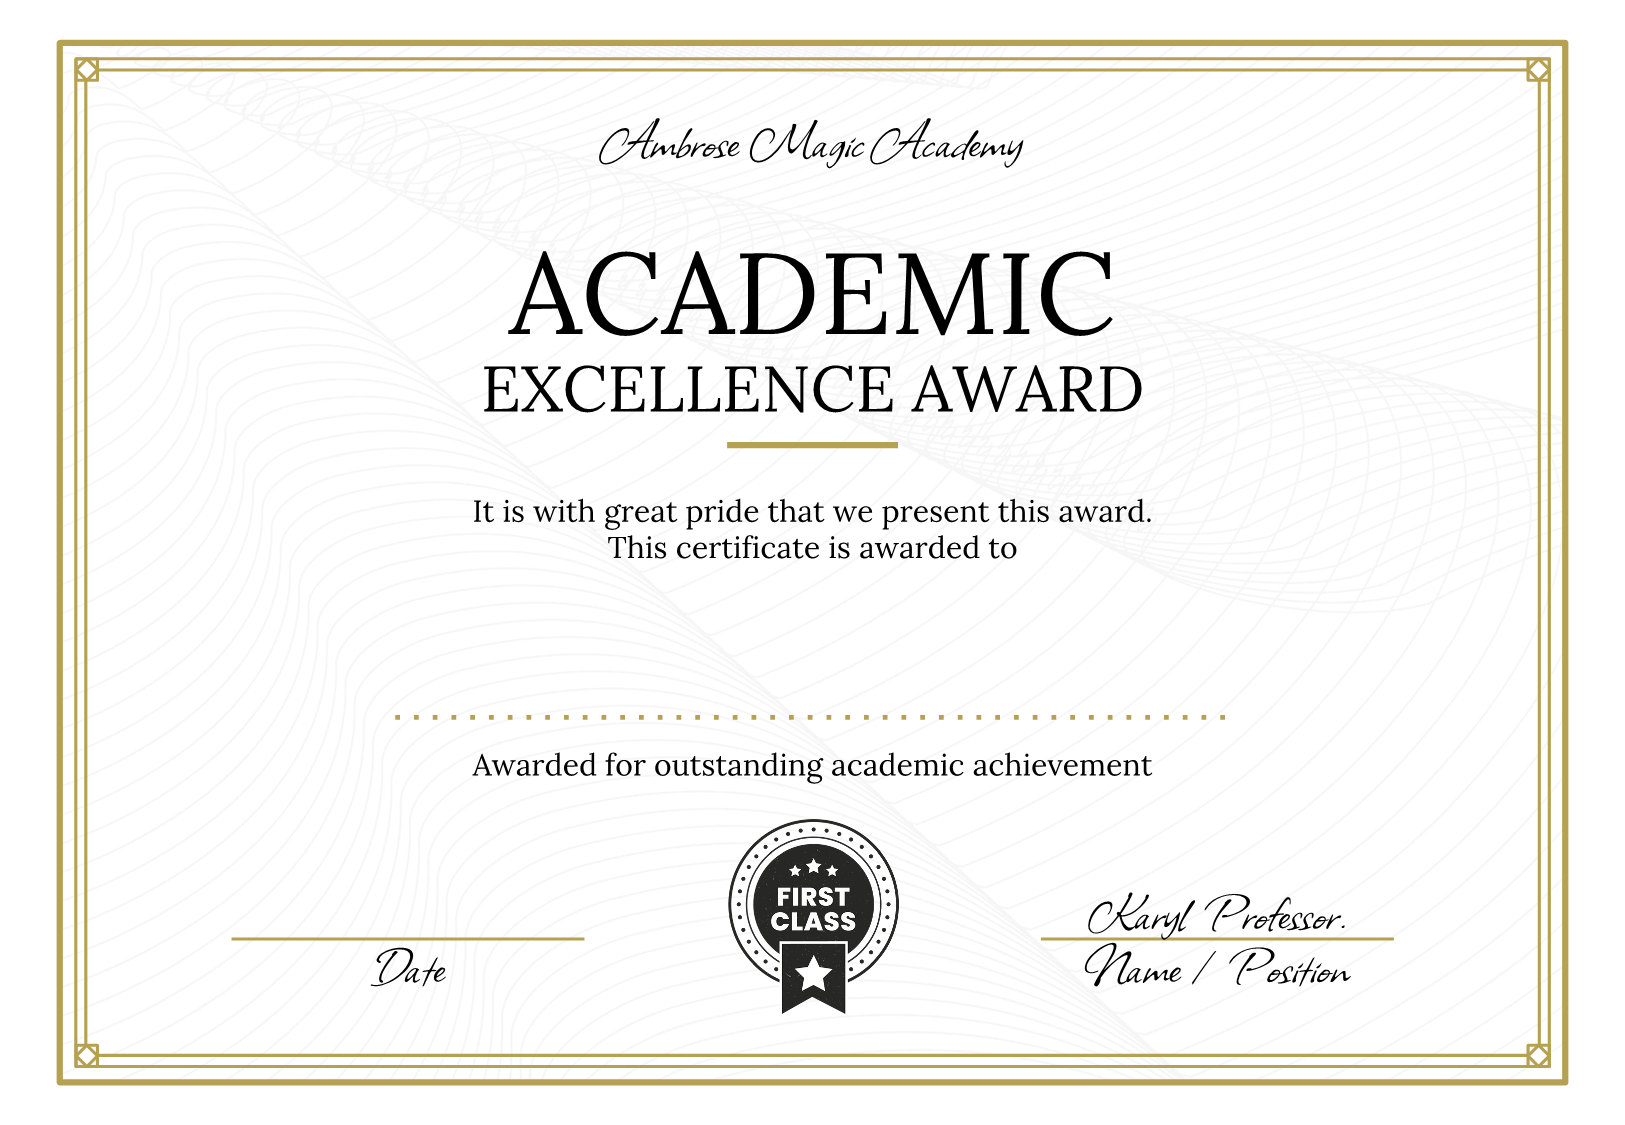 Ambrose Magic Academy
ACADEMIC
EXCELLENCE AWARD
It is with great pride that we present this award.
This certificate is awarded to
Awarded for outstanding academic achievement
FIRST
CLASS
Date
Karyl Professor.
Name / Position